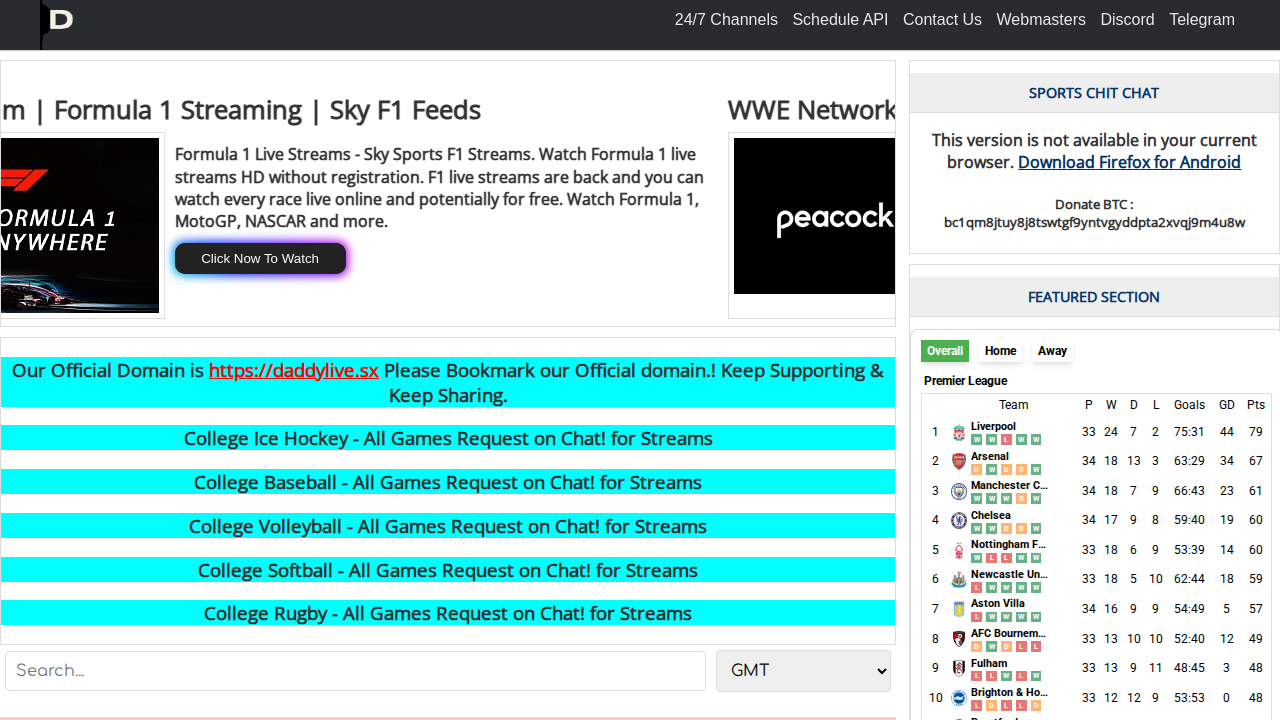 D
24/7 Channels Schedule API Contact Us Webmasters Discord Telegram
m | Formula 1 Streaming | Sky F1 Feeds
ORMULA 1
NYWHERE
Formula 1 Live Streams - Sky Sports F1 Streams. Watch Formula 1 live
streams HD without registration. F1 live streams are back and you can
watch every race live online and potentially for free. Watch Formula 1,
MotoGP, NASCAR and more.
Click Now To Watch
WWE Network
peacock
Our Official Domain is https://daddylive.sx Please Bookmark our Official domain.! Keep Supporting &
Keep Sharing.
College Ice Hockey - All Games Request on Chat! for Streams
College Baseball - All Games Request on Chat! for Streams
College Volleyball - All Games Request on Chat! for Streams
College Softball - All Games Request on Chat! for Streams
College Rugby - All Games Request on Chat! for Streams
Search...
GMT
SPORTS CHIT CHAT
This version is not available in your current
browser. Download Firefox for Android
Donate BTC :
bc1qm8jtuy8j8tswtgf9yntvgyddpta2xvqj9m4u8w
FEATURED SECTION
Overall Home Away
Premier League
Team P W D L Goals GD Pts
1 Liverpool 33 24 7 2 75:31 44 79
W W L W W
2 Arsenal 34 18 13 3 63:29 34 67
D W D D W
3 Manchester C... 34 18 7 9 66:43 23 61
W W W D W
4 Chelsea 34 17 9 8 59:40 19 60
W W D D W
5 Nottingham F... 33 18 6 9 53:39 14 60
W L L W W
6 Newcastle Un... 33 18 5 10 62:44 18 59
L W W W W
7 Aston Villa 34 16 9 9 54:49 5 57
L W W W W
8 AFC Bournem... 33 13 10 10 52:40 12 49
D W D L L
9 Fulham 33 13 9 11 48:45 3 48
L L W L W
10 Brighton & Ho... 33 12 12 9 53:53 0 48
L D L L D